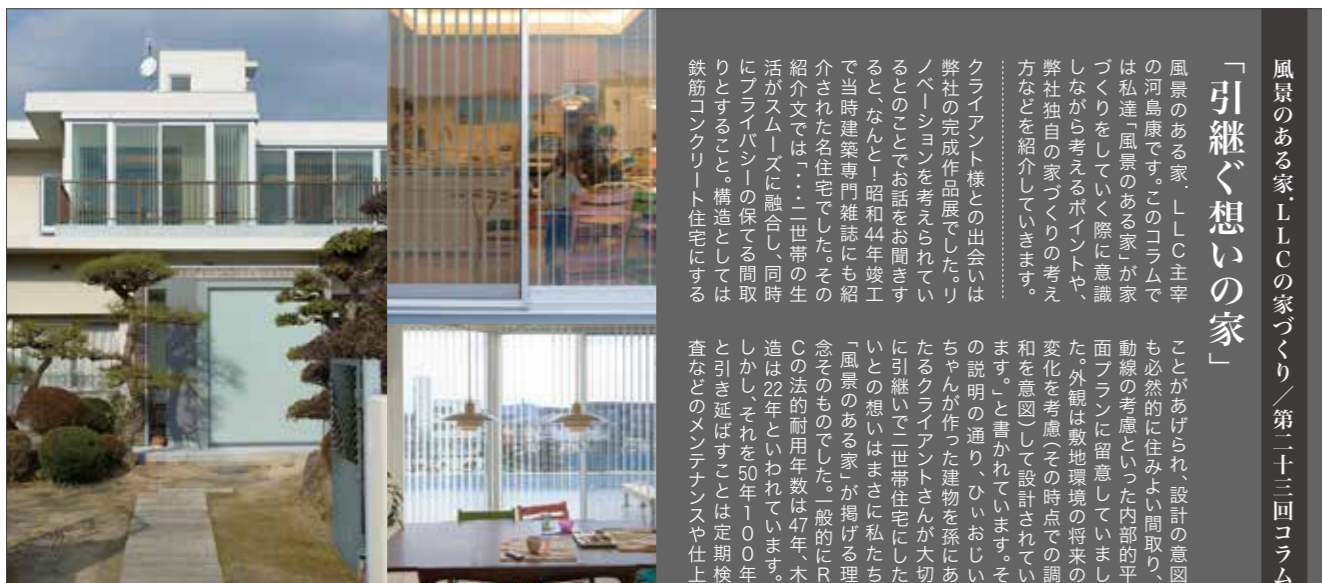 風景のある家.LLCの家づくり／第二十三回コラム
「引継ぐ想いの家」
風景のある家．ＬＬＣ主宰
の河島康です。このコラムで
は私達「風景のある家」が家
づくりをしていく際に意識
しながら考えるポイントや、
弊社独自の家づくりの考え
方などを紹介していきます。
クライアント様との出会いは
弊社の完成作品展でした。リ
ノベーションを考えられてい
るとのことでお話をお聞きす
ると、なんと！昭和44年竣工
で当時建築専門雑誌にも紹
介された名住宅でした。その
紹介文では「・・・二世帯の生
活がスムーズに融合し、同時
にプライバシーの保てる間取
りとすること。構造としては
鉄筋コンクリート住宅にする
ことがあげられ、設計の意図
も必然的に住みよい間取り、
動線の考慮といった内部的平
面プランに留意していまし
た。外観は敷地環境の将来の
変化を考慮（その時点での調
和を意図）して設計されてい
ます。」と書かれています。そ
の説明の通り、ひぃおじい
ちゃんが作った建物を孫にあ
たるクライアントさんが大切
に引継いで二世帯住宅にした
いとの想いはまさに私たち
「風景のある家」が掲げる理
念そのものでした。一般的にR
Cの法的耐用年数は47年、木
造は22年といわれています。
しかし、それを50年１００年
と引き延ばすことは定期検
査などのメンテナンスや仕上